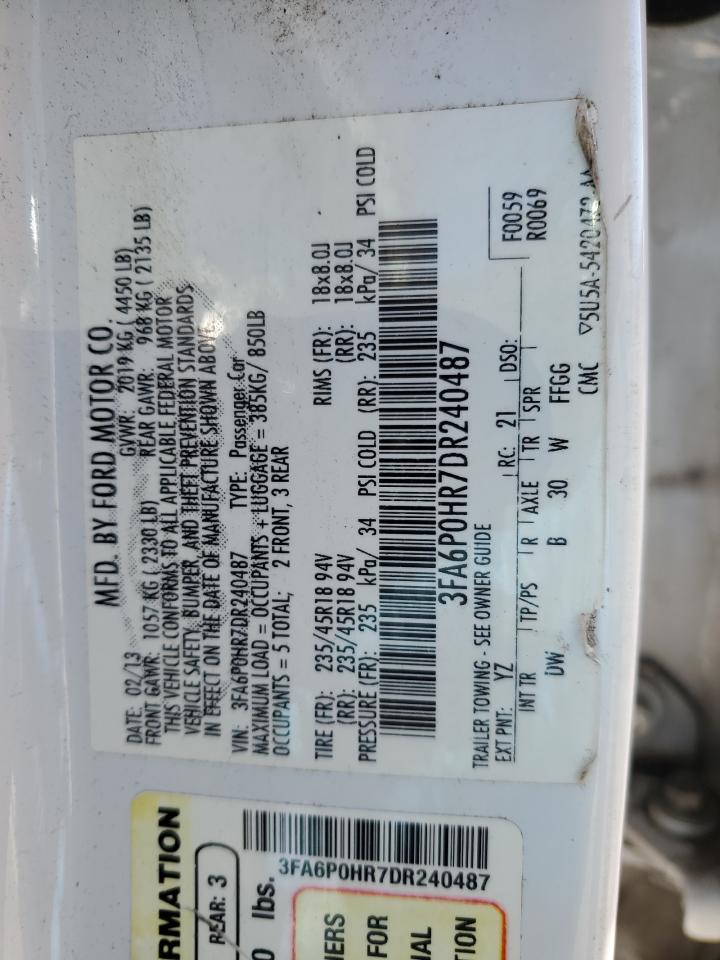 MFD. BY FORD MOTOR CO.
DATE: 02/13 GVWR: 2019 KG ( 4450 LB)
FRONT GAWR: 1057 KG ( 2330 LB) REAR GAWR: 968 KG ( 2135 LB)
THIS VEHICLE CONFORMS TO ALL APPLICABLE FEDERAL MOTOR
VEHICLE SAFETY, BUMPER, AND THEFT PREVENTION STANDARDS
IN EFFECT ON THE DATE OF MANUFACTURE SHOWN ABOVE.
VIN: 3FA6P0HR7DR240487 TYPE: Passenger Car
MAXIMUM LOAD = OCCUPANTS + LUGGAGE = 385KG/ 850LB
OCCUPANTS = 5 TOTAL; 2 FRONT, 3 REAR
TIRE (FR): 235/45R18 94V RIMS (FR): 18x8.0J
(RR): 235/45R18 94V (RR): 18x8.0J
PRESSURE (FR): 235 kPa/ 34 PSI COLD (RR): 235 kPa/ 34 PSI COLD
3FA6P0HR7DR240487
TRAILER TOWING - SEE OWNER GUIDE
EXT PNT: YZ RC: 21 DSO: F0059
R0069
INT TR TP/PS R AXLE TR SPR
DW B 30 W FFGG
CMC ▽5U5A-5420472-AA
RMATION
REAR: 3
0 lbs.
3FA6P0HR7DR240487
NERS
FOR
IAL
TION